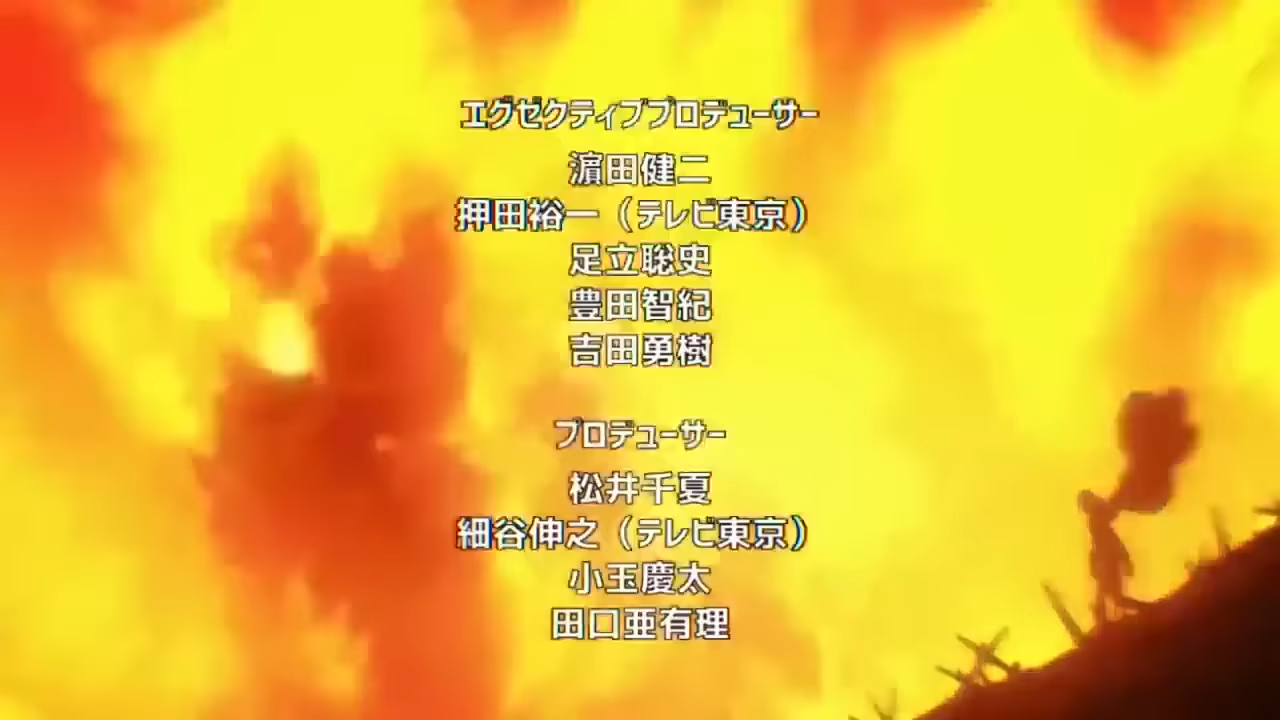 エグゼクティブプロデューサー
濵田健二
押田裕一（テレビ東京）
足立聡史
豊田智紀
吉田勇樹
プロデューサー
松井千夏
細谷伸之（テレビ東京）
小玉慶太
田口亜有理